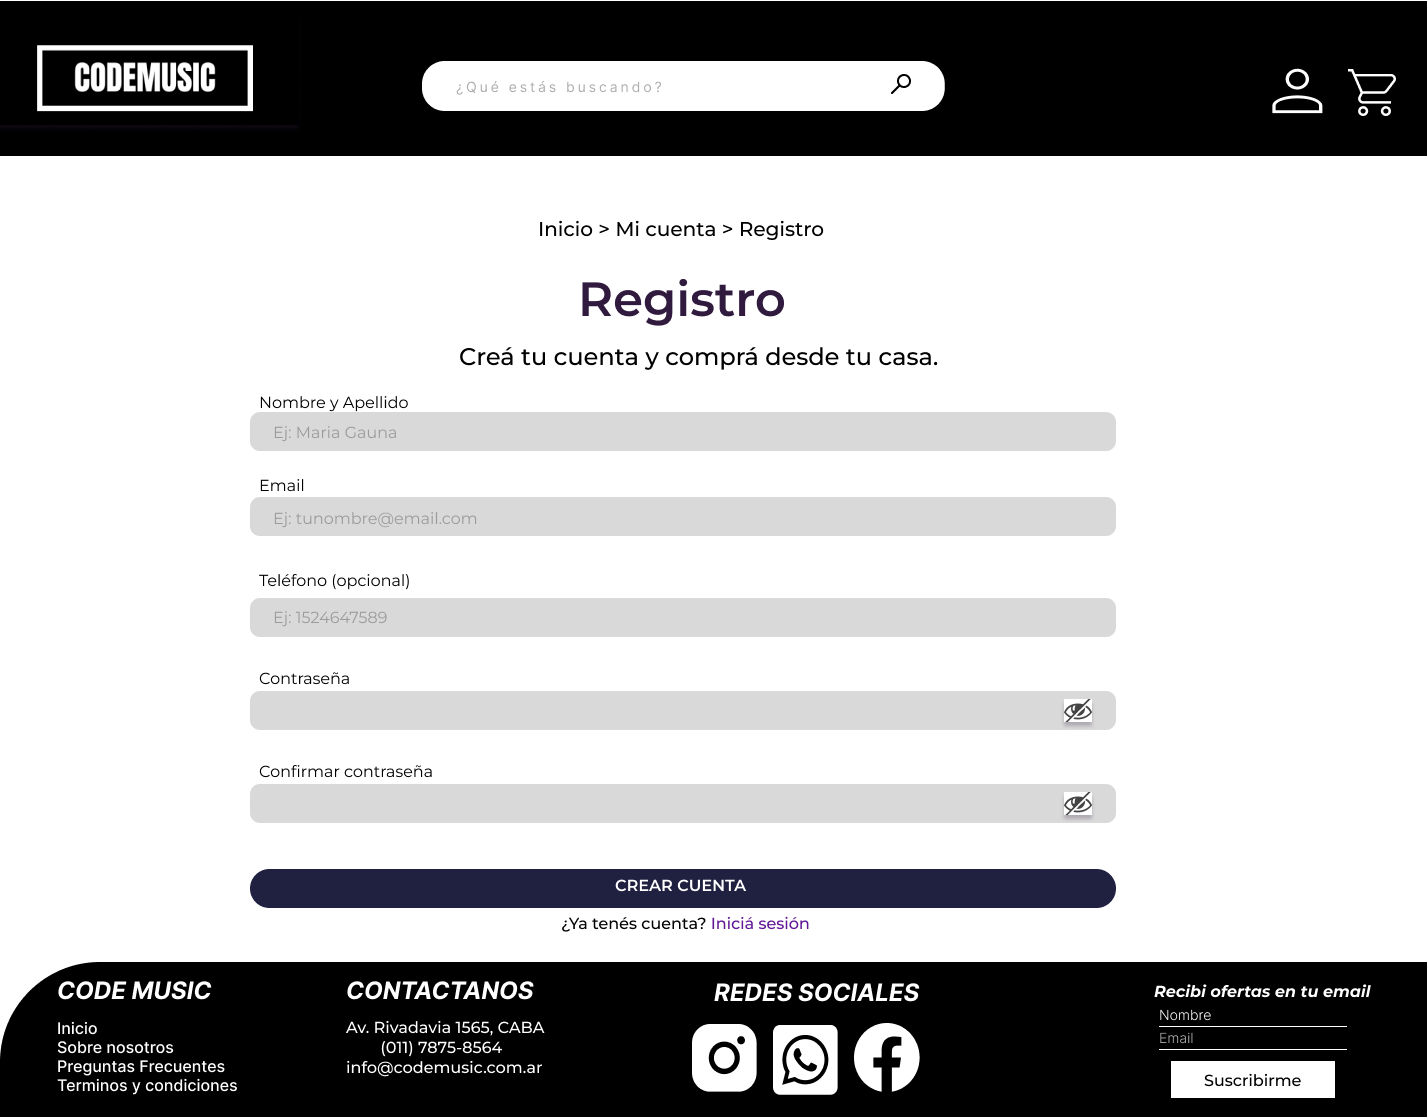 CODEMUSIC
¿Qué estás buscando?
Inicio > Mi cuenta > Registro
Registro
Creá tu cuenta y comprá desde tu casa.
Nombre y Apellido
Ej: Maria Gauna
Email
Ej: tunombre@email.com
Teléfono (opcional)
Ej: 1524647589
Contraseña
Confirmar contraseña
CREAR CUENTA
¿Ya tenés cuenta? Iniciá sesión
CODE MUSIC
Inicio
Sobre nosotros
Preguntas Frecuentes
Terminos y condiciones
CONTACTANOS
Av. Rivadavia 1565, CABA
(011) 7875-8564
info@codemusic.com.ar
REDES SOCIALES
Recibi ofertas en tu email
Nombre
Email
Suscribirme